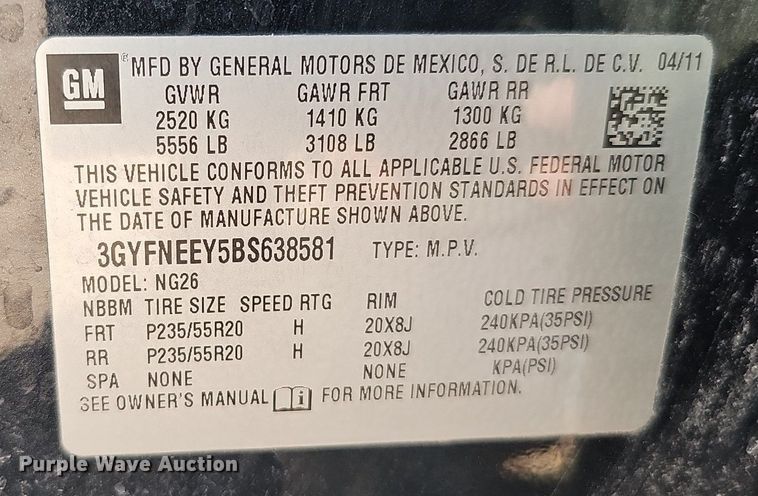 GM ® MFD BY GENERAL MOTORS DE MEXICO, S. DE R.L. DE C.V. 04/11
GVWR GAWR FRT GAWR RR
2520 KG 1410 KG 1300 KG
5556 LB 3108 LB 2866 LB
THIS VEHICLE CONFORMS TO ALL APPLICABLE U.S. FEDERAL MOTOR
VEHICLE SAFETY AND THEFT PREVENTION STANDARDS IN EFFECT ON
THE DATE OF MANUFACTURE SHOWN ABOVE.
3GYFNEEY5BS638581 TYPE: M.P.V.
MODEL: NG26
NBBM TIRE SIZE SPEED RTG RIM COLD TIRE PRESSURE
FRT P235/55R20 H 20X8J 240KPA(35PSI)
RR P235/55R20 H 20X8J 240KPA(35PSI)
SPA NONE NONE KPA(PSI)
SEE OWNER'S MANUAL i FOR MORE INFORMATION.
Purple Wave Auction